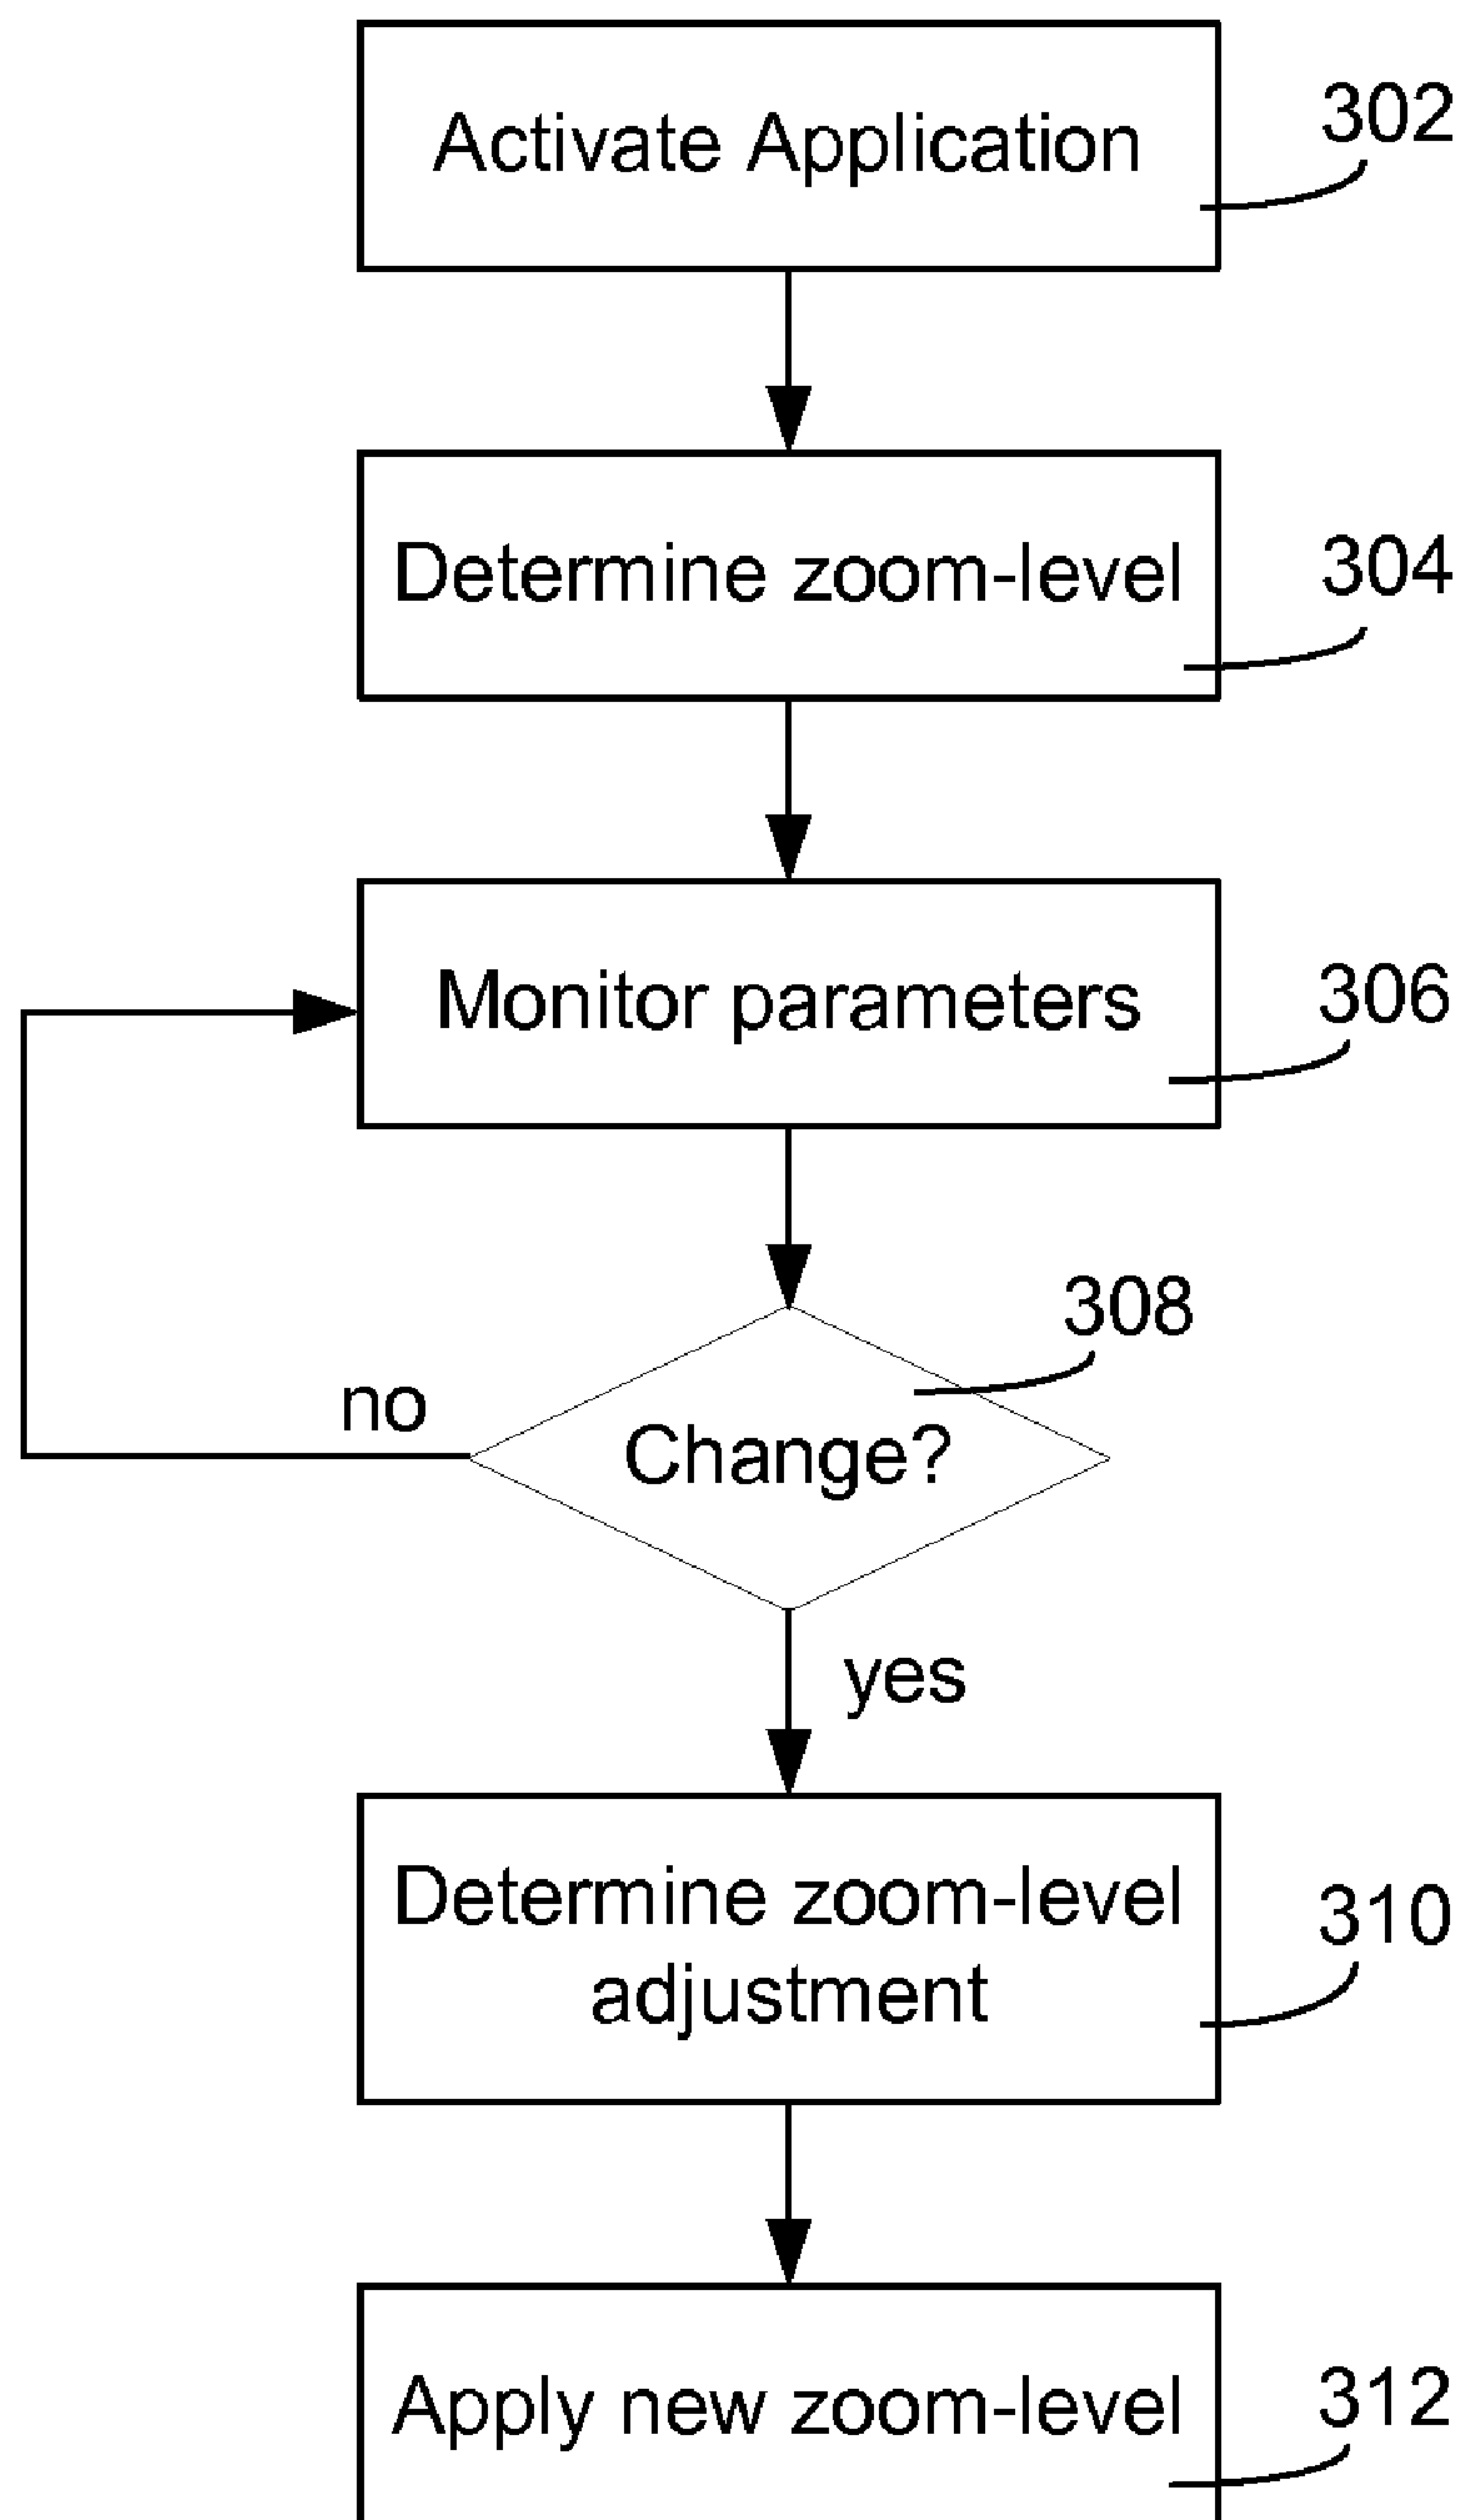 Activate Application
302
Determine zoom-level
304
Monitor parameters
306
308
no
Change?
yes
Determine zoom-level
adjustment
310
Apply new zoom-level
312